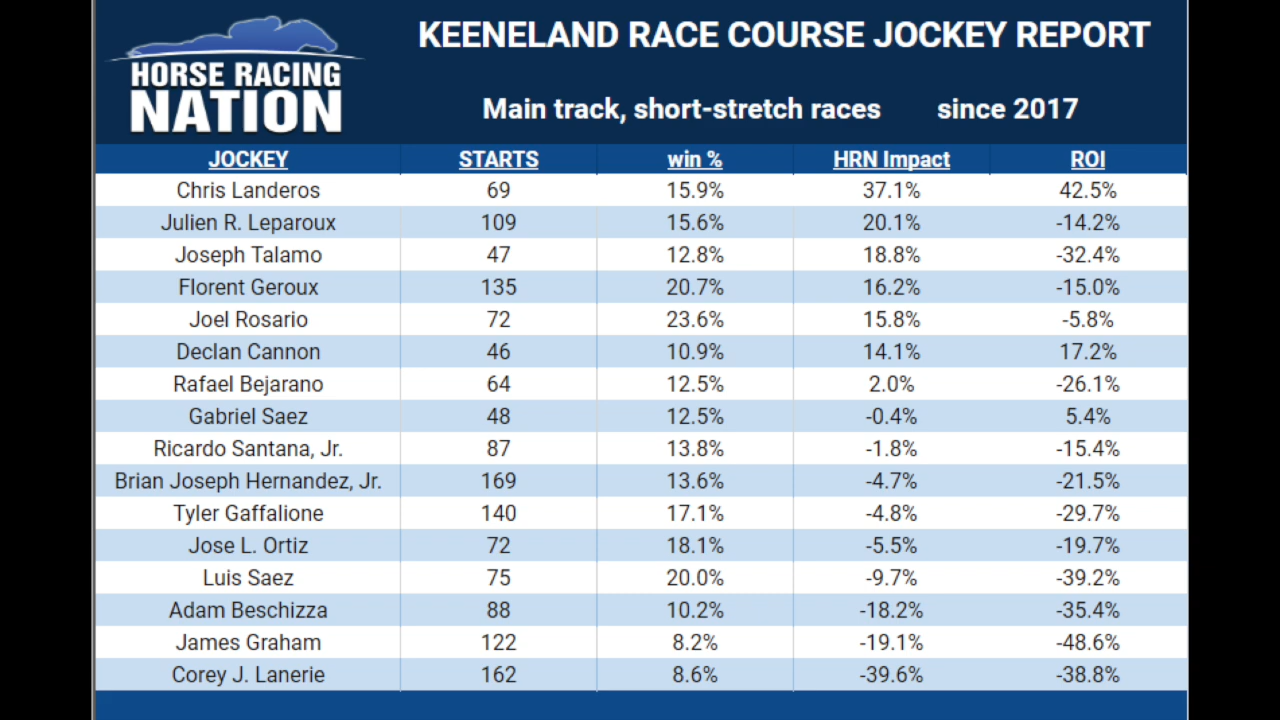 HORSE RACING
NATION
KEENELAND RACE COURSE JOCKEY REPORT
Main track, short-stretch races since 2017
JOCKEY STARTS win % HRN Impact ROI
Chris Landeros 69 15.9% 37.1% 42.5%
Julien R. Leparoux 109 15.6% 20.1% -14.2%
Joseph Talamo 47 12.8% 18.8% -32.4%
Florent Geroux 135 20.7% 16.2% -15.0%
Joel Rosario 72 23.6% 15.8% -5.8%
Declan Cannon 46 10.9% 14.1% 17.2%
Rafael Bejarano 64 12.5% 2.0% -26.1%
Gabriel Saez 48 12.5% -0.4% 5.4%
Ricardo Santana, Jr. 87 13.8% -1.8% -15.4%
Brian Joseph Hernandez, Jr. 169 13.6% -4.7% -21.5%
Tyler Gaffalione 140 17.1% -4.8% -29.7%
Jose L. Ortiz 72 18.1% -5.5% -19.7%
Luis Saez 75 20.0% -9.7% -39.2%
Adam Beschizza 88 10.2% -18.2% -35.4%
James Graham 122 8.2% -19.1% -48.6%
Corey J. Lanerie 162 8.6% -39.6% -38.8%